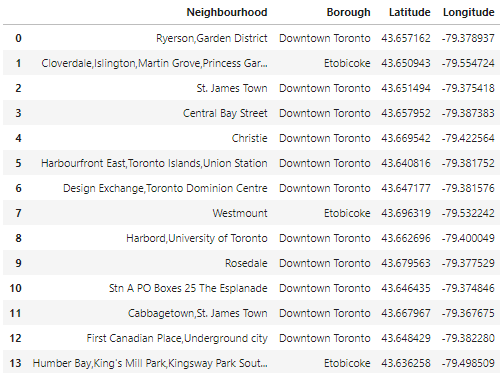 Neighbourhood Borough Latitude Longitude
0 Ryerson,Garden District Downtown Toronto 43.657162 -79.378937
1 Cloverdale,Islington,Martin Grove,Princess Gar... Etobicoke 43.650943 -79.554724
2 St. James Town Downtown Toronto 43.651494 -79.375418
3 Central Bay Street Downtown Toronto 43.657952 -79.387383
4 Christie Downtown Toronto 43.669542 -79.422564
5 Harbourfront East,Toronto Islands,Union Station Downtown Toronto 43.640816 -79.381752
6 Design Exchange,Toronto Dominion Centre Downtown Toronto 43.647177 -79.381576
7 Westmount Etobicoke 43.696319 -79.532242
8 Harbord,University of Toronto Downtown Toronto 43.662696 -79.400049
9 Rosedale Downtown Toronto 43.679563 -79.377529
10 Stn A PO Boxes 25 The Esplanade Downtown Toronto 43.646435 -79.374846
11 Cabbagetown,St. James Town Downtown Toronto 43.667967 -79.367675
12 First Canadian Place,Underground city Downtown Toronto 43.648429 -79.382280
13 Humber Bay,King's Mill Park,Kingsway Park Sout... Etobicoke 43.636258 -79.498509